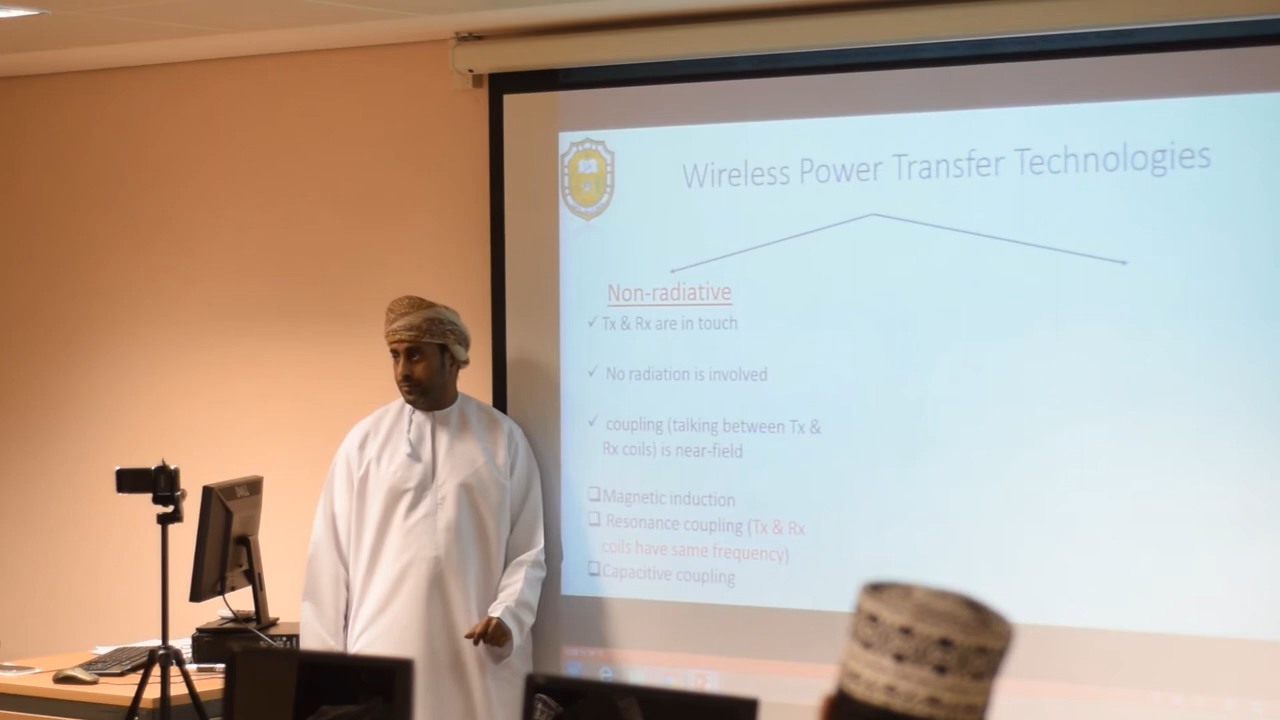 Wireless Power Transfer Technologies
Non-radiative
✓ Tx & Rx are in touch
✓ No radiation is involved
✓ coupling (talking between Tx &
Rx coils) is near-field
❑ Magnetic induction
❑ Resonance coupling (Tx & Rx
coils have same frequency)
❑ Capacitive coupling
DELL